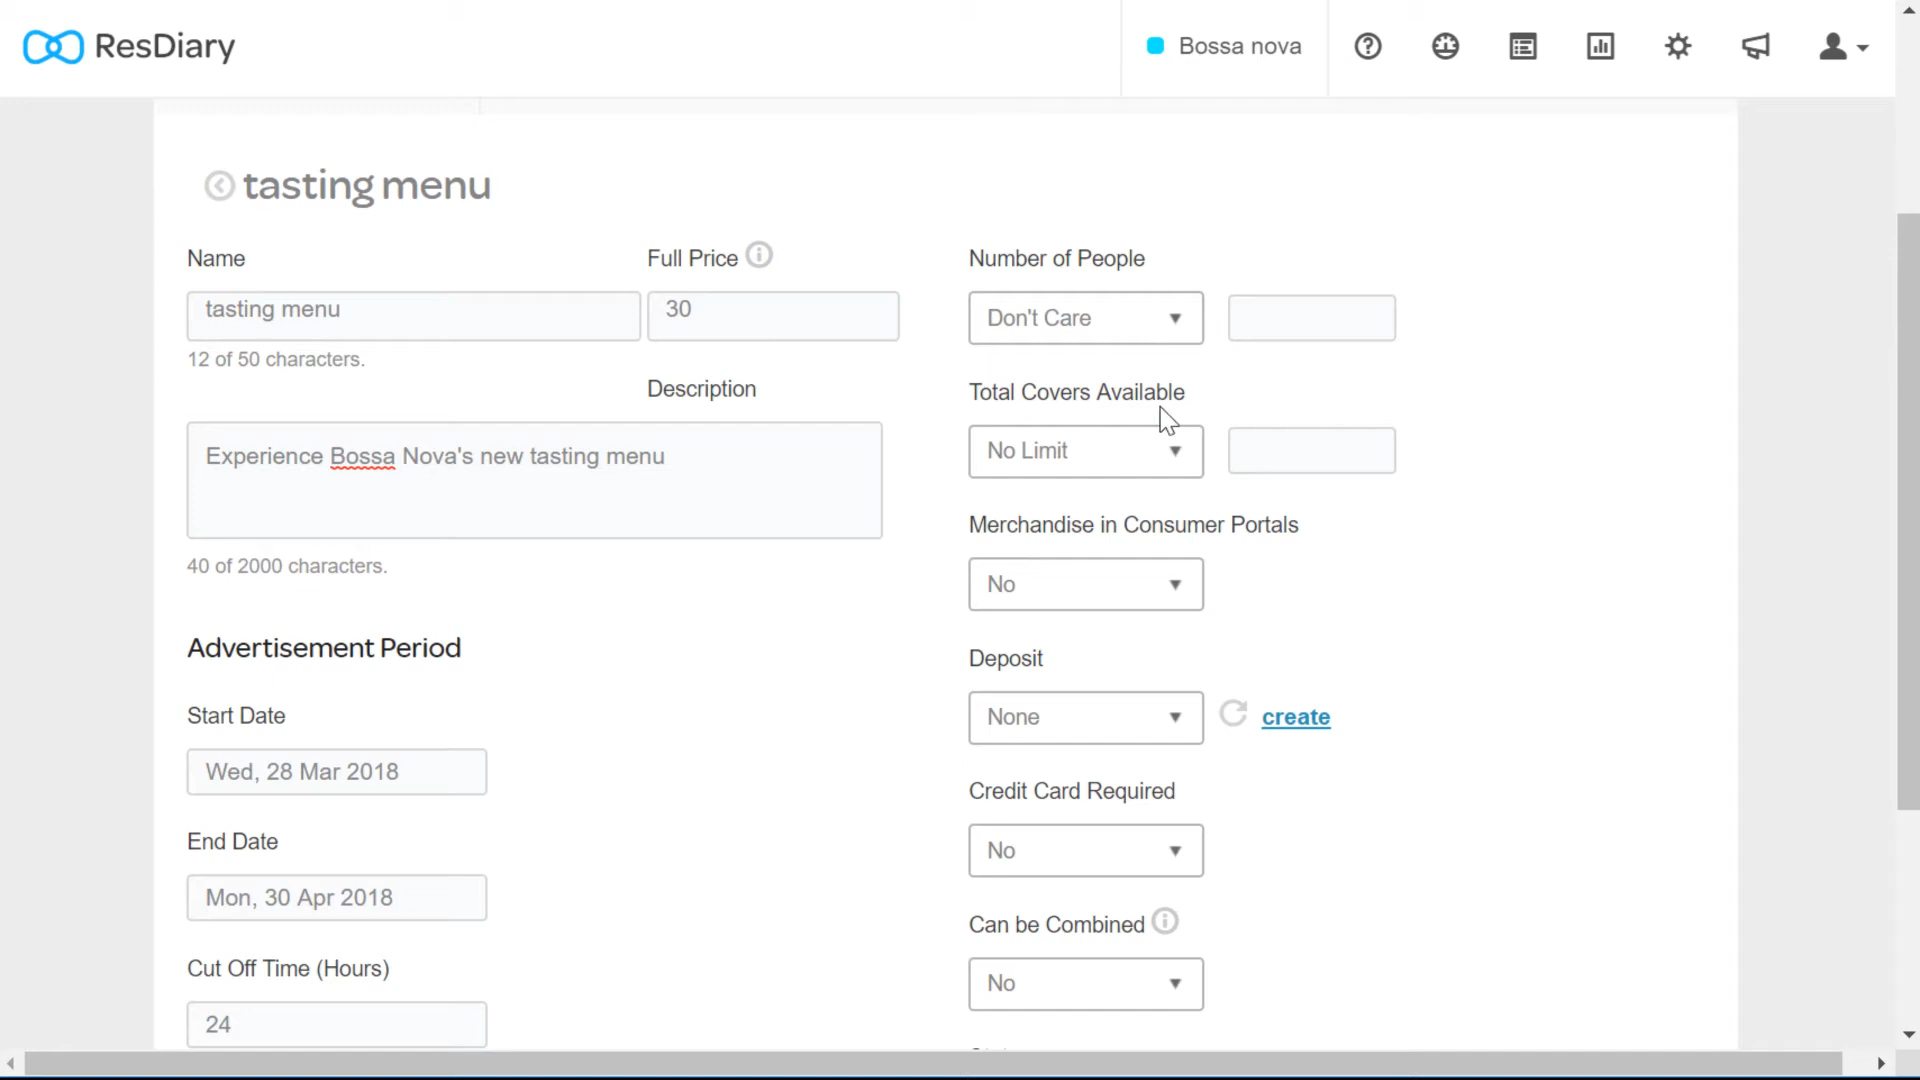 ResDiary
Bossa nova
tasting menu
Name
Full Price
Number of People
tasting menu
30
Don't Care
12 of 50 characters.
Description
Total Covers Available
Experience Bossa Nova's new tasting menu
No Limit
40 of 2000 characters.
Merchandise in Consumer Portals
No
Advertisement Period
Deposit
Start Date
None
create
Wed, 28 Mar 2018
Credit Card Required
End Date
No
Mon, 30 Apr 2018
Can be Combined
Cut Off Time (Hours)
No
24